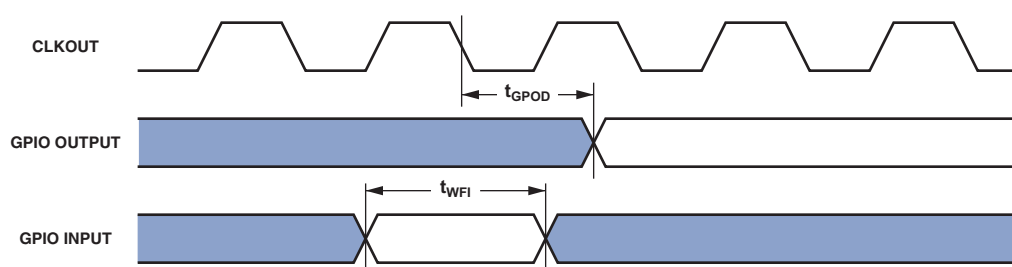 CLKOUT
tGPOD
GPIO OUTPUT
tWFI
GPIO INPUT